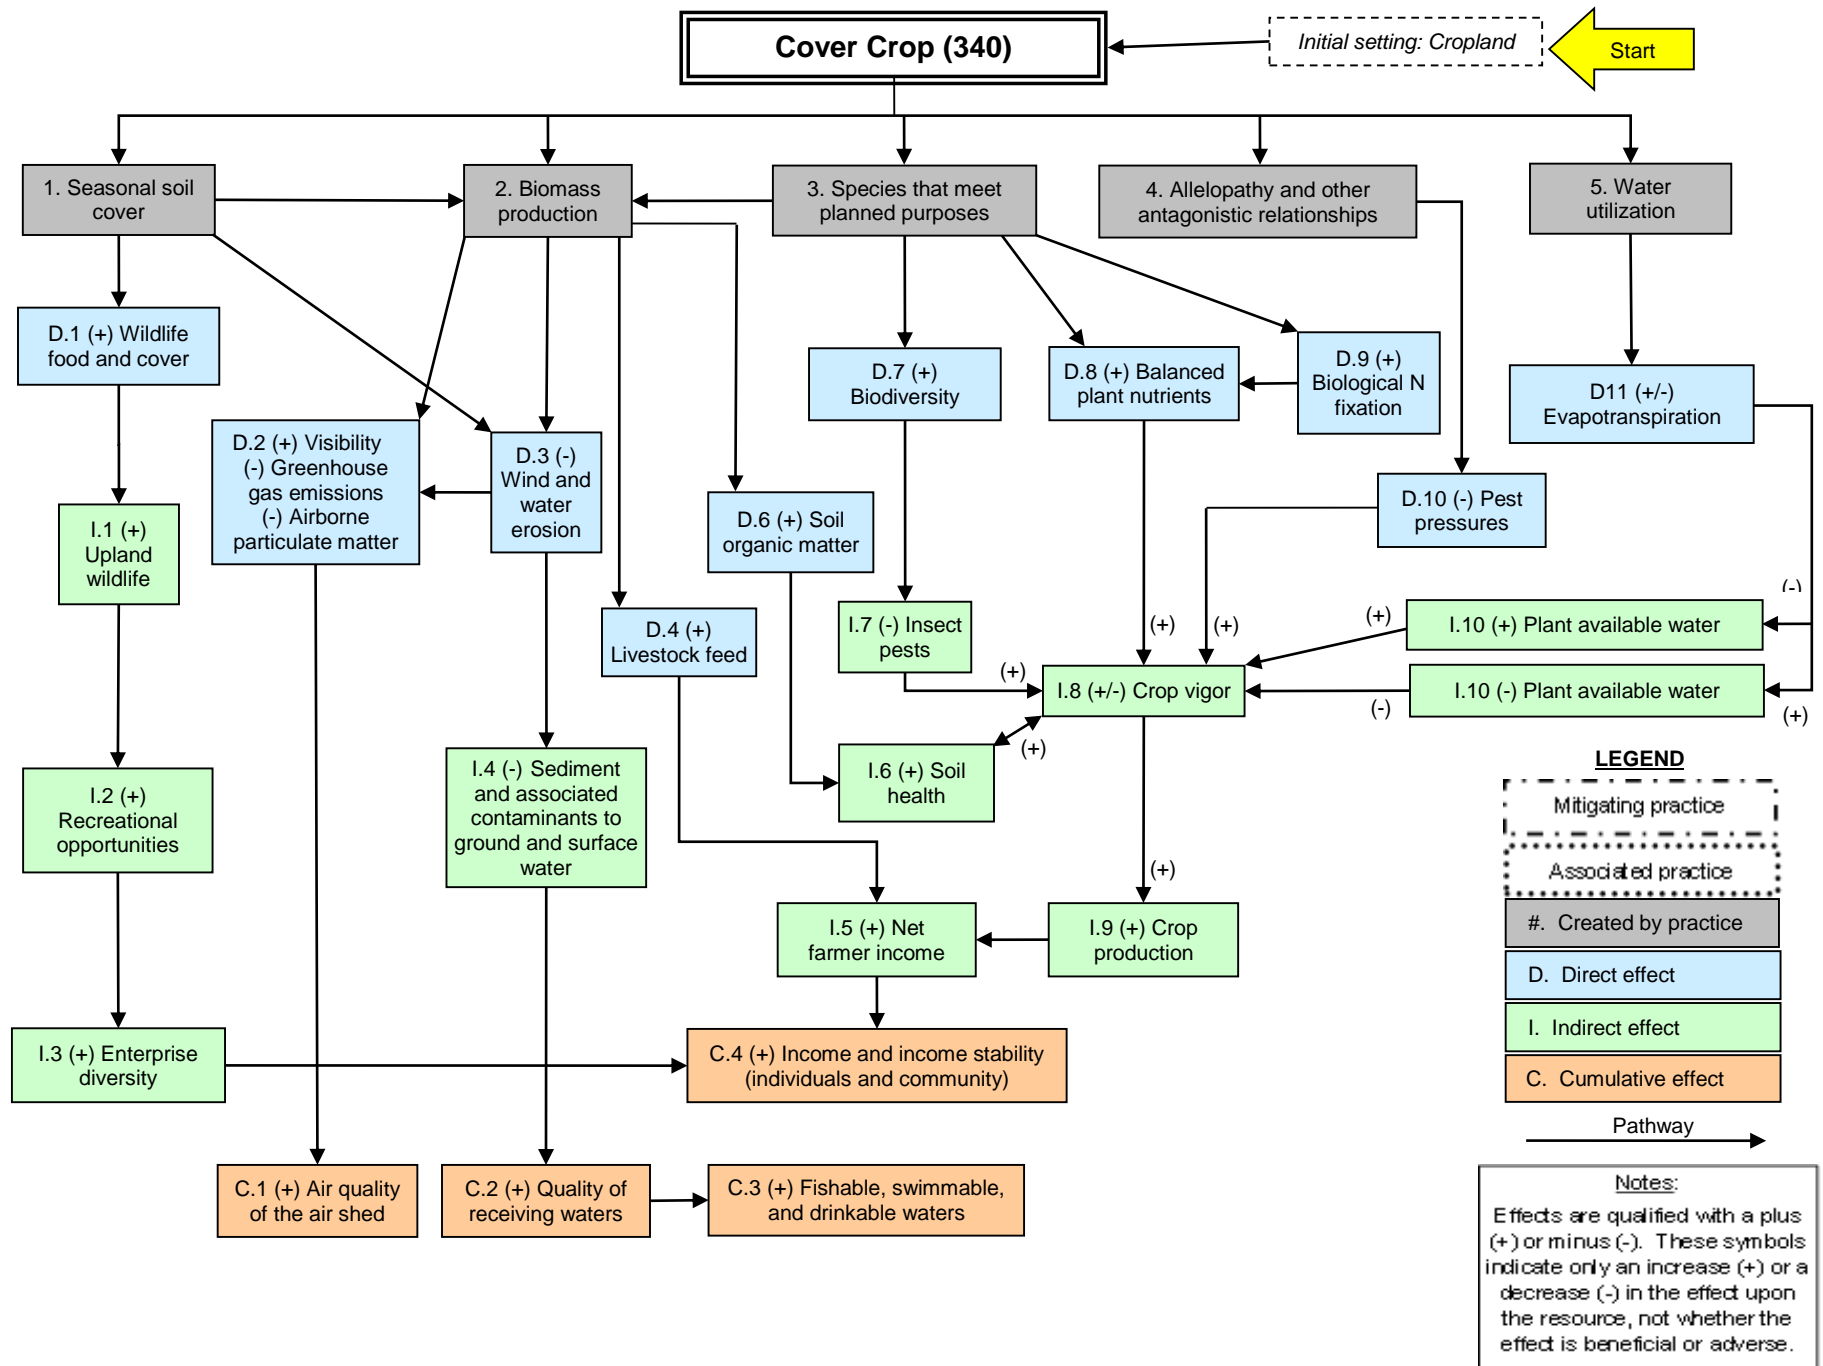 Cover Crop (340)
Initial setting: Cropland
Start
1. Seasonal soil
cover
2. Biomass
production
3. Species that meet
planned purposes
4. Allelopathy and other
antagonistic relationships
5. Water
utilization
D.1 (+) Wildlife
food and cover
D.2 (+) Visibility
(-) Greenhouse
gas emissions
(-) Airborne
particulate matter
D.3 (-)
Wind and
water
erosion
D.4 (+)
Livestock feed
D.6 (+) Soil
organic matter
D.7 (+)
Biodiversity
D.8 (+) Balanced
plant nutrients
D.9 (+)
Biological N
fixation
D.10 (-) Pest
pressures
D11 (+/-)
Evapotranspiration
I.1 (+)
Upland
wildlife
I.7 (-) Insect
pests
(+)
(+)
(+)
(+)
(-)
I.10 (+) Plant available water
I.8 (+/-) Crop vigor
(-)
I.10 (-) Plant available water
(+)
(+)
I.2 (+)
Recreational
opportunities
I.4 (-) Sediment
and associated
contaminants to
ground and surface
water
I.6 (+) Soil
health
(+)
I.5 (+) Net
farmer income
I.9 (+) Crop
production
I.3 (+) Enterprise
diversity
C.4 (+) Income and income stability
(individuals and community)
C.1 (+) Air quality
of the air shed
C.2 (+) Quality of
receiving waters
C.3 (+) Fishable, swimmable,
and drinkable waters
LEGEND
Mitigating practice
Associated practice
#. Created by practice
D. Direct effect
I. Indirect effect
C. Cumulative effect
Pathway
Notes:
Effects are qualified with a plus
(+) or minus (-). These symbols
indicate only an increase (+) or a
decrease (-) in the effect upon
the resource, not whether the
effect is beneficial or adverse.